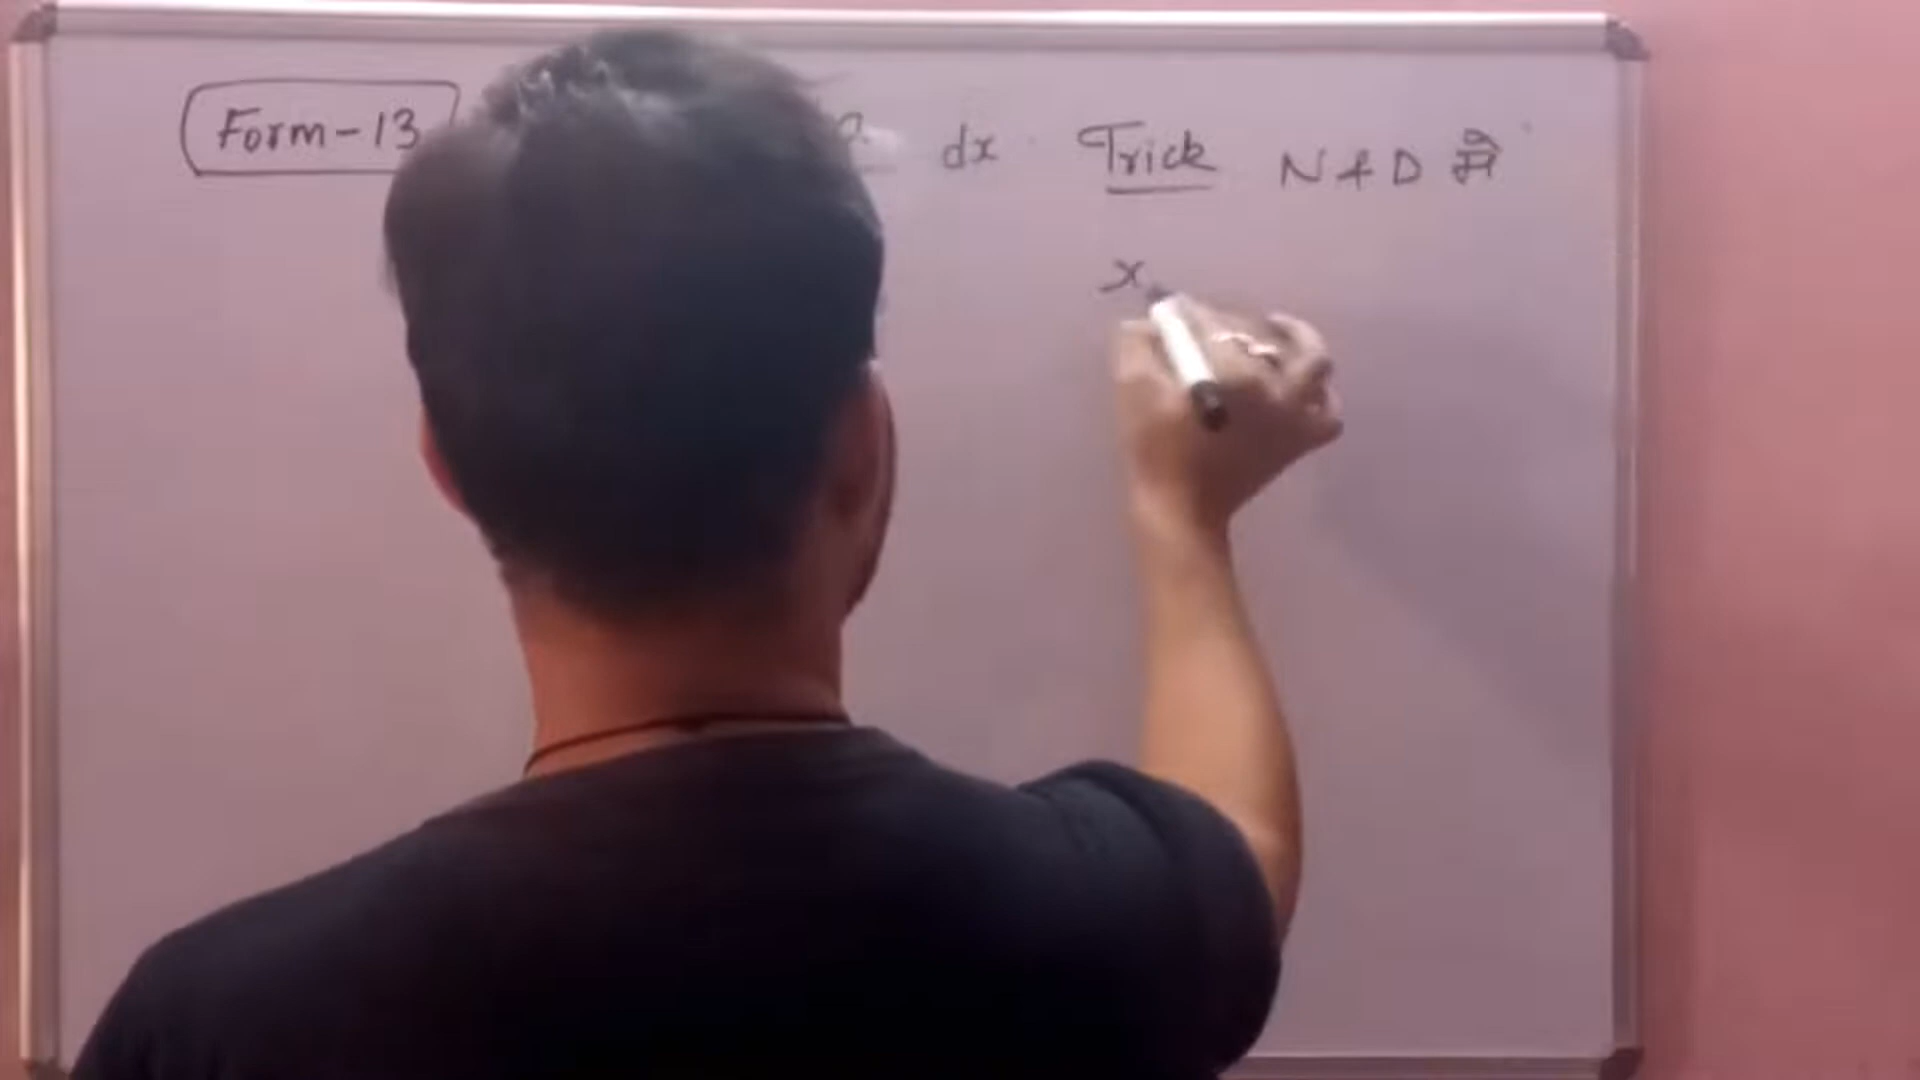 Form-13 dx Trick N & D में
x